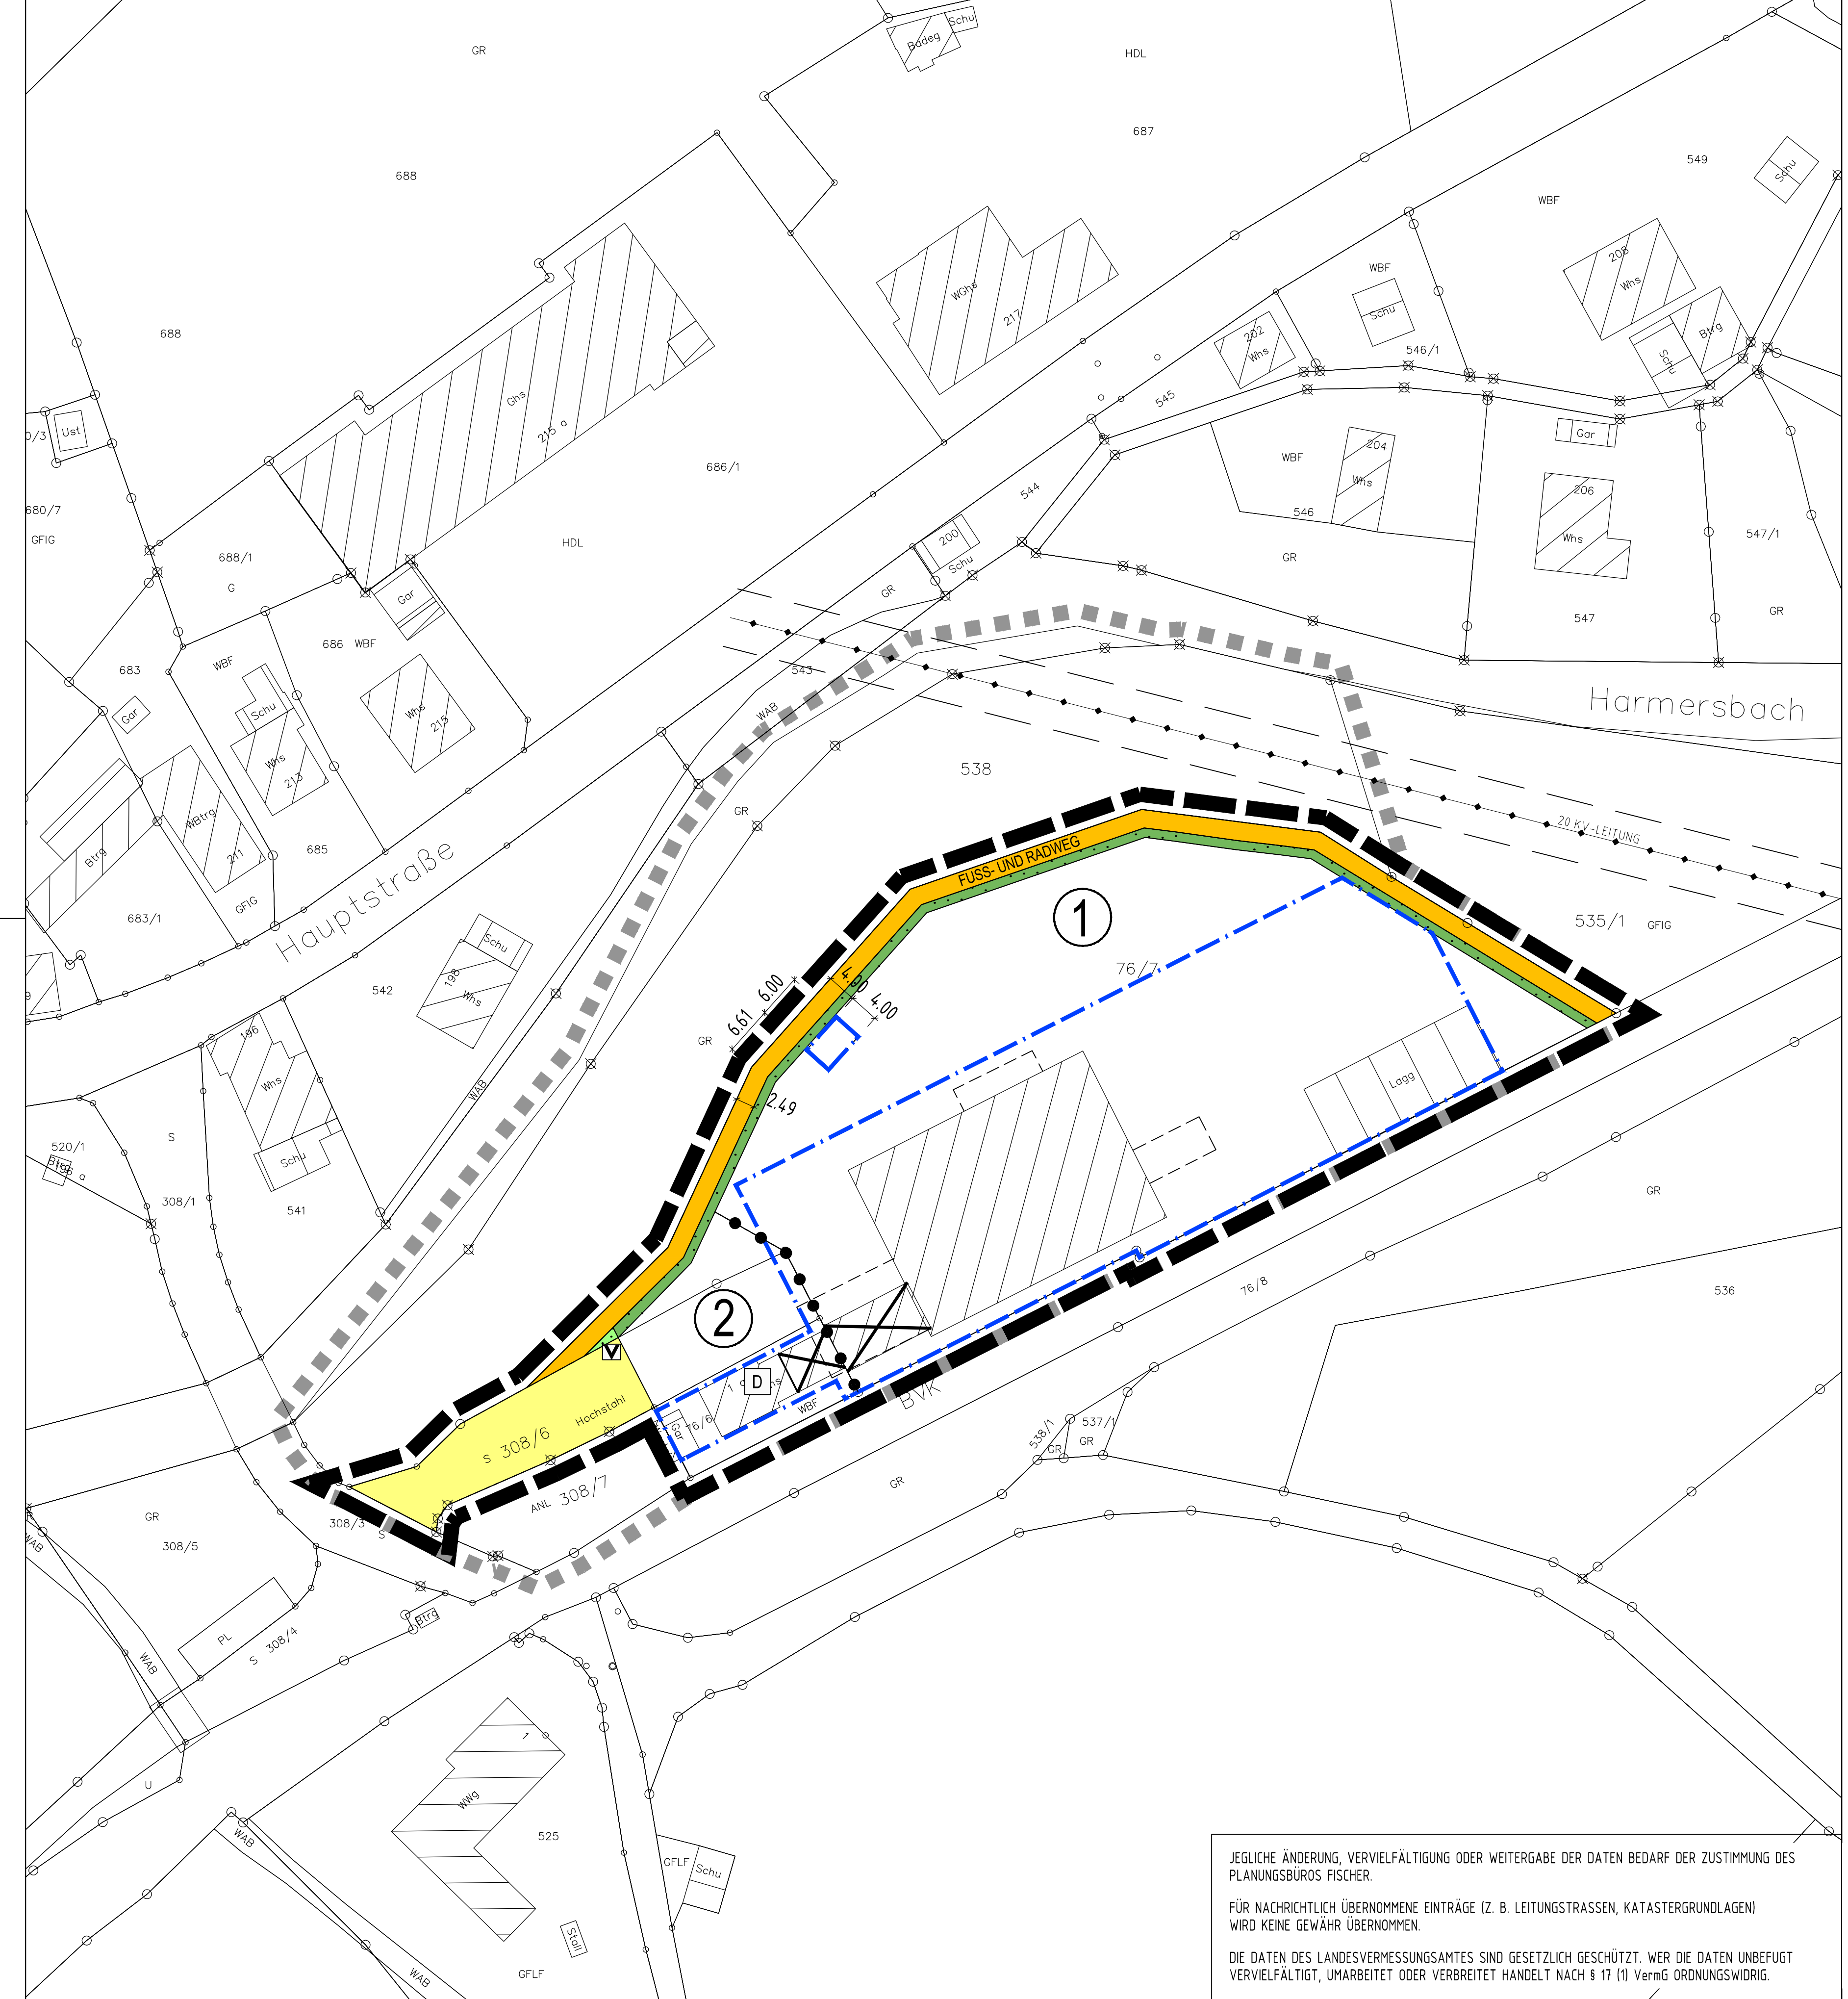 GR
Badeg
Schu
HDL
688
687
549
Schu
WBF
208
Whs
Btrg
Schu
WGhs
217
WBF
Schu
202
Whs
546/1
545
688
Ghs
215 a
686/1
Ust
0/3
680/7
GFIG
688/1
G
HDL
Gar
WBF
204
Whs
546
Gar
206
Whs
547/1
544
200
Schu
GR
GR
547
GR
683
WBF
686 WBF
Gar
Schu
Whs
213
Whs
215
543
WAB
Harmersbach
538
GR
20 KV-LEITUNG
WBtrg
211
Btrg
685
683/1
GFIG
Hauptstraße
FUSS- UND RADWEG
1
535/1 GFIG
76/7
9
542
198
Schu
Whs
6.00
6.61
4.00
4.00
GR
2.49
196
Whs
Schu
WAB
Lagg
520/1
Btrg
196 a
S
308/1
541
GR
2
76/8
536
V
D
WBF
BVK
Hochstahl
76/6
Gar
S 308/6
ANL 308/7
538/1
GR
537/1
GR
GR
GR
308/3
S
308/5
WAB
Btrg
PL
S 308/4
WAB
U
WWg
525
WAB
GFLF
Schu
Stall
GFLF
WAB
JEGLICHE ÄNDERUNG, VERVIELFÄLTIGUNG ODER WEITERGABE DER DATEN BEDARF DER ZUSTIMMUNG DES
PLANUNGSBÜROS FISCHER.
FÜR NACHRICHTLICH ÜBERNOMMENE EINTRÄGE (Z. B. LEITUNGSTRASSEN, KATASTERGRUNDLAGEN)
WIRD KEINE GEWÄHR ÜBERNOMMEN.
DIE DATEN DES LANDESVERMESSUNGSAMTES SIND GESETZLICH GESCHÜTZT. WER DIE DATEN UNBEFUGT
VERVIELFÄLTIGT, UMARBEITET ODER VERBREITET HANDELT NACH § 17 (1) VermG ORDNUNGSWIDRIG.